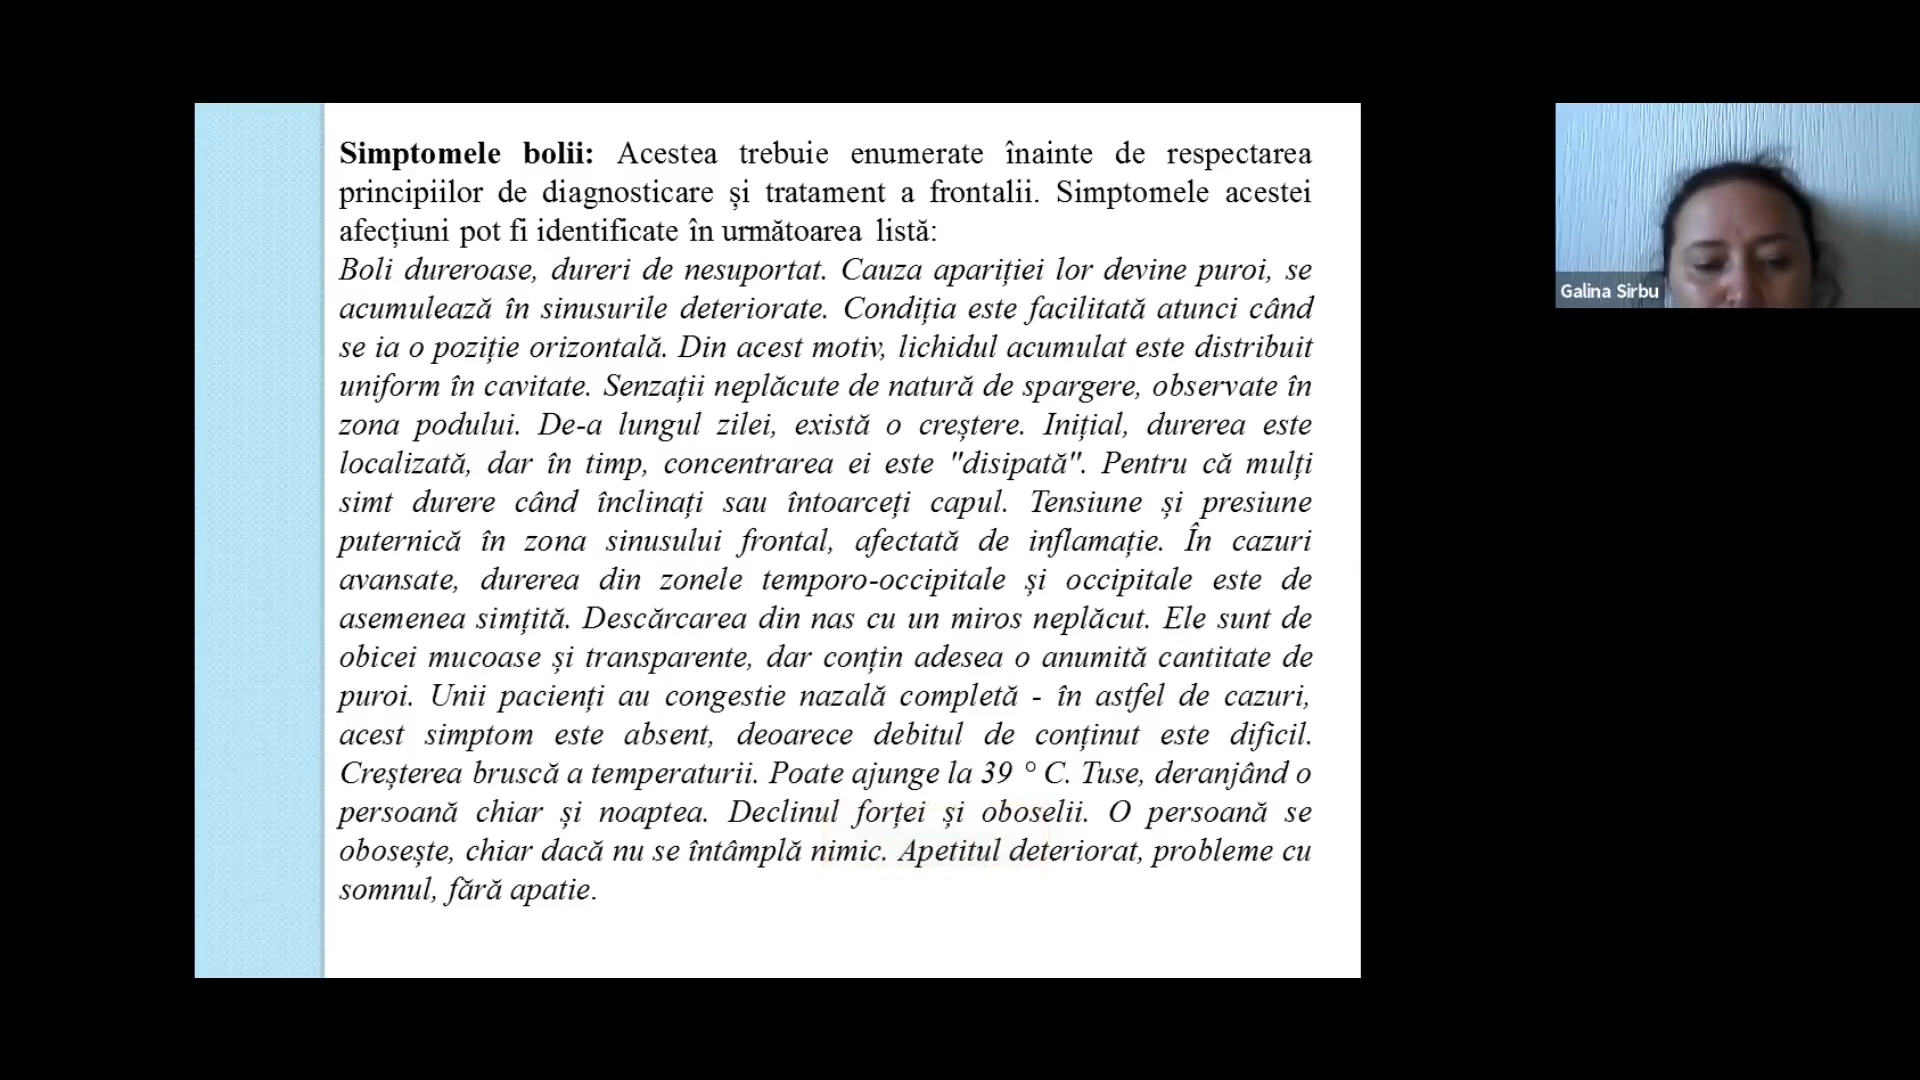 Simptomele bolii: Acestea trebuie enumerate înainte de respectarea
principiilor de diagnosticare și tratament a frontalii. Simptomele acestei
afecțiuni pot fi identificate în următoarea listă:
Boli dureroase, dureri de nesuportat. Cauza apariției lor devine puroi, se
acumulează în sinusurile deteriorate. Condiția este facilitată atunci când
se ia o poziție orizontală. Din acest motiv, lichidul acumulat este distribuit
uniform în cavitate. Senzații neplăcute de natură de spargere, observate în
zona podului. De-a lungul zilei, există o creștere. Inițial, durerea este
localizată, dar în timp, concentrarea ei este "disipată". Pentru că mulți
simt durere când înclinați sau întoarceți capul. Tensiune și presiune
puternică în zona sinusului frontal, afectată de inflamație. În cazuri
avansate, durerea din zonele temporo-occipitale și occipitale este de
asemenea simțită. Descărcarea din nas cu un miros neplăcut. Ele sunt de
obicei mucoase și transparente, dar conțin adesea o anumită cantitate de
puroi. Unii pacienți au congestie nazală completă - în astfel de cazuri,
acest simptom este absent, deoarece debitul de conținut este dificil.
Creșterea bruscă a temperaturii. Poate ajunge la 39 ° C. Tuse, deranjând o
persoană chiar și noaptea. Declinul forței și oboselii. O persoană se
obosește, chiar dacă nu se întâmplă nimic. Apetitul deteriorat, probleme cu
somnul, fără apatie.
Galina Sirbu